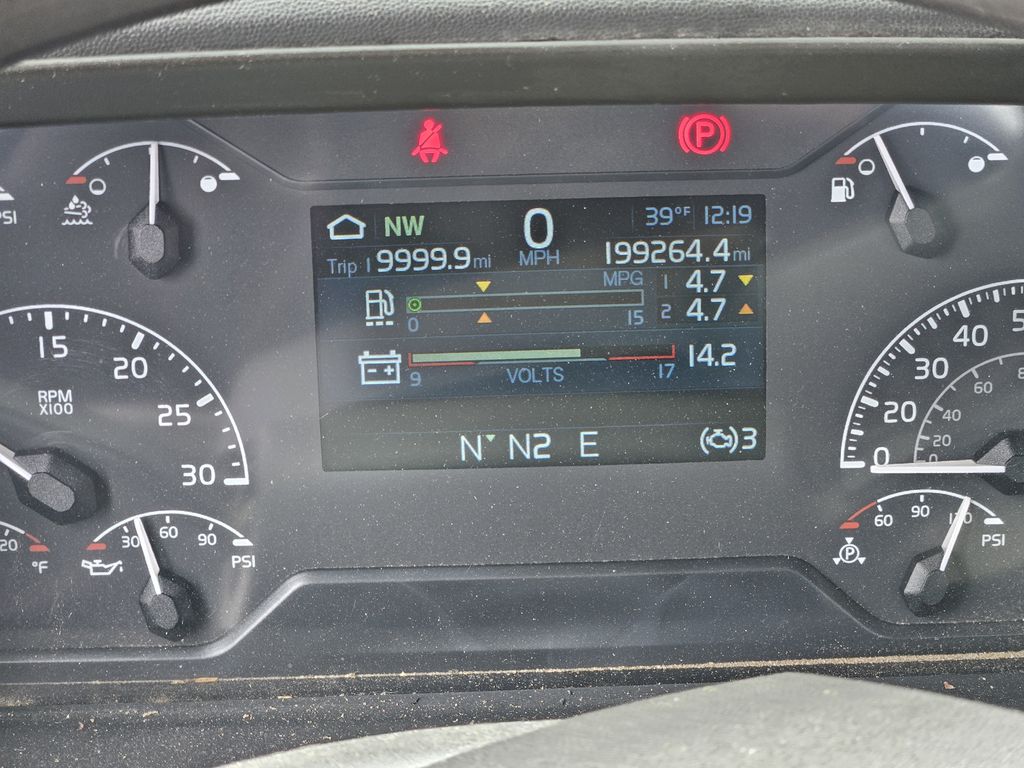 NW 0 39°F 12:19
Trip 1 9999.9 mi MPH 199264.4 mi
MPG 1 4.7
0 15 2 4.7
14.2
9 VOLTS 17
N N2 E 3
P
PSI
15
20
RPM
X100
25
30
20
°F
30 60 90
PSI
0 20 30 40
20 40 60
60 90
PSI
P